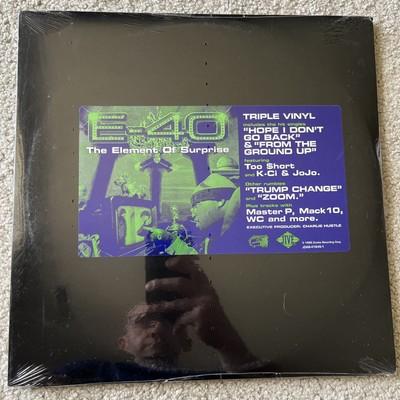 E-40
The Element Of Surprise
TRIPLE VINYL
includes the hit singles
"HOPE I DON'T
GO BACK"
& "FROM THE
GROUND UP"
featuring
Too $hort
and K-Ci & JoJo.
Other rumbles
"TRUMP CHANGE"
and "ZOOM."
Plus tracks with
Master P, Mack10,
WC and more.
EXECUTIVE PRODUCER: CHARLIE HUSTLE
JIVE